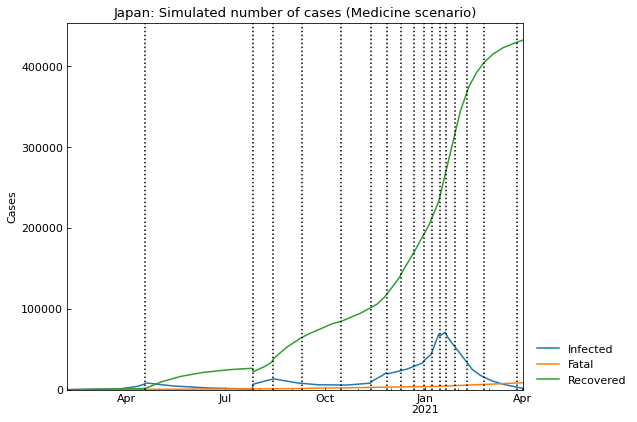 Japan: Simulated number of cases (Medicine scenario)
400000
300000
200000
100000
0
Cases
Apr
Jul
Oct
Jan
2021
Apr
Infected
Fatal
Recovered